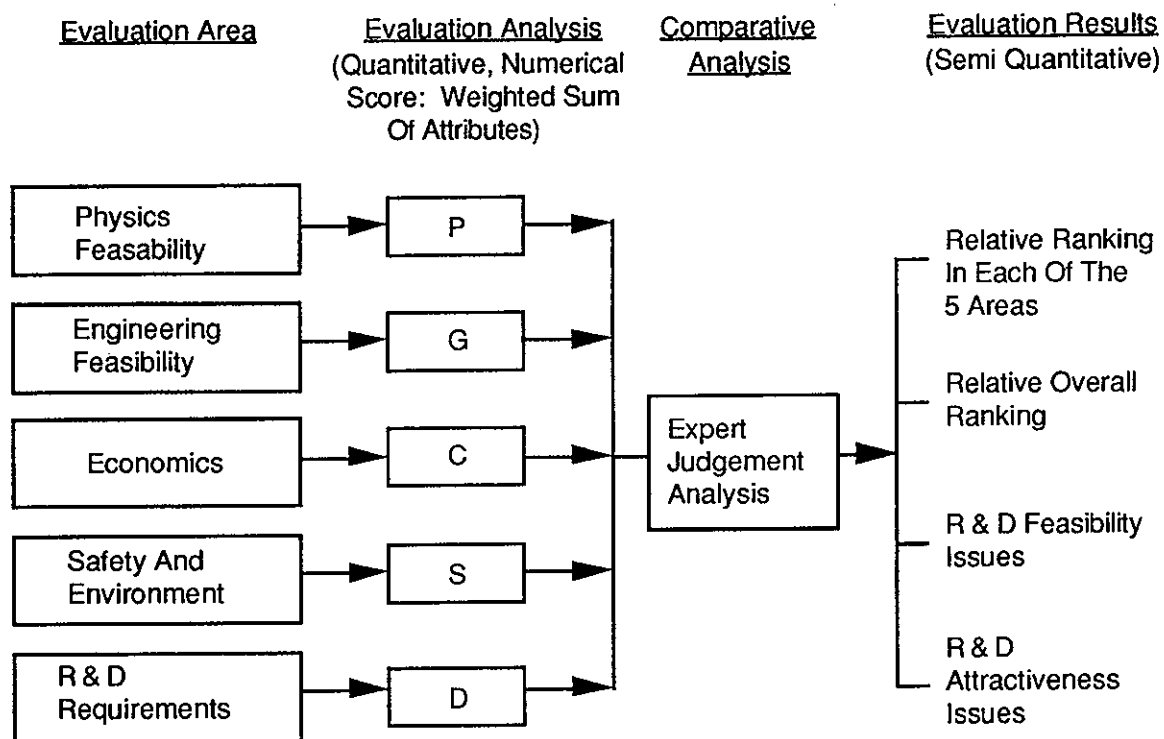 Evaluation Area
Evaluation Analysis
(Quantitative, Numerical
Score: Weighted Sum
Of Attributes)
Comparative
Analysis
Evaluation Results
(Semi Quantitative)
Physics
Feasability
P
Engineering
Feasibility
G
Economics
C
Safety And
Environment
S
R & D
Requirements
D
Expert
Judgement
Analysis
Relative Ranking
In Each Of The
5 Areas
Relative Overall
Ranking
R & D Feasibility
Issues
R & D
Attractiveness
Issues